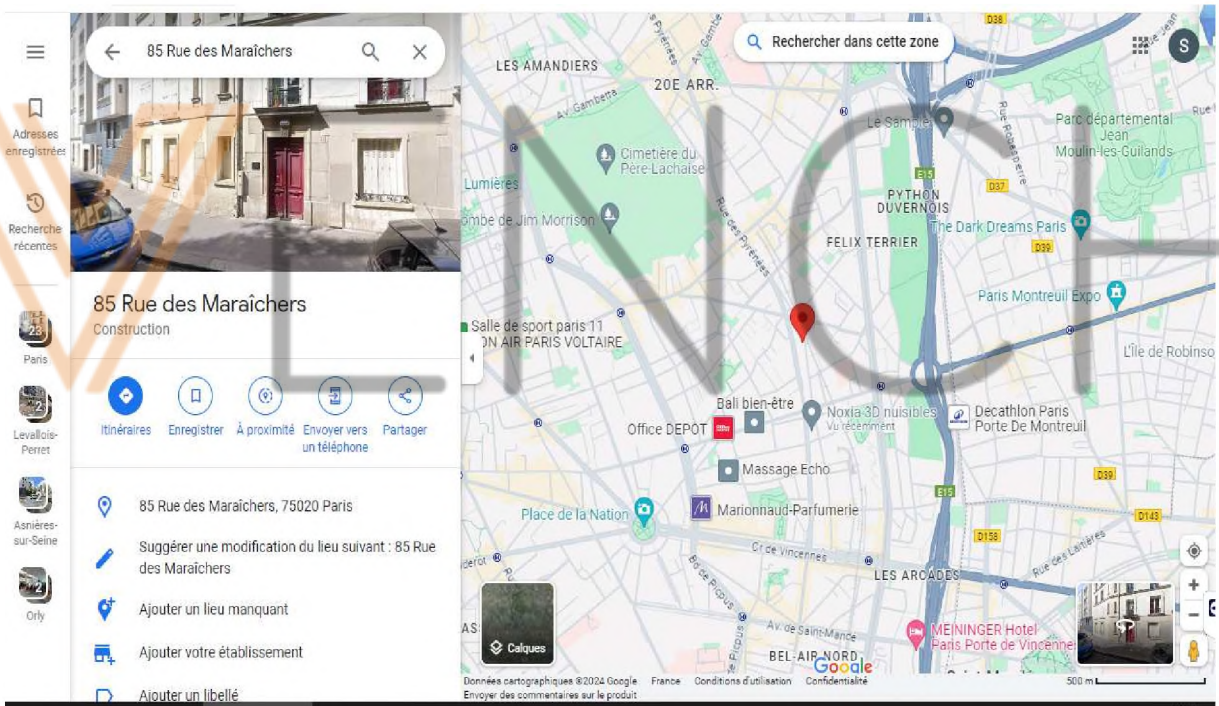 85 Rue des Maraîchers
Adresses
enregistrées
Recherche
récentes
23
Paris
2
Levallois-
Perret
Asnières-
sur-Seine
2
Orly
85 Rue des Maraîchers
Construction
Itinéraires
Enregistrer
À proximité
Envoyer vers
un téléphone
Partager
85 Rue des Maraîchers, 75020 Paris
Suggérer une modification du lieu suivant : 85 Rue
des Maraîchers
Ajouter un lieu manquant
Ajouter votre établissement
Ajouter un libellé
Rechercher dans cette zone
S
LES AMANDIERS
20E ARR.
Av. Gambetta
D38
Le Sample
Rue Robespierre
Parc départemental
Jean
Moulin-les-Guilands
Cimetière du
Père-Lachaise
Lumières
ombe de Jim Morrison
Rue des Pyrénées
E15
D37
PYTHON
DUVERNOIS
FELIX TERRIER
The Dark Dreams Paris
D39
Paris Montreuil Expo
Salle de sport paris 11
ON AIR PARIS VOLTAIRE
L'Île de Robinso
Bali bien-être
Office DEPOT
Noxia 3D nuisibles
Vu récemment
Decathlon Paris
Porte De Montreuil
Massage Echo
D39
E15
Place de la Nation
Marionnaud-Parfumerie
D143
D158
Cr de Vincennes
Rue des Laitières
LES ARCADES
Bd de Picpus
Av. de Saint-Mandé
MEININGER Hotel
Paris Porte de Vincennes
BEL-AIR NORD
Calques
Google
Données cartographiques ©2024 Google
France
Conditions d'utilisation
Confidentialité
500 m
Envoyer des commentaires sur le produit
VLNCH